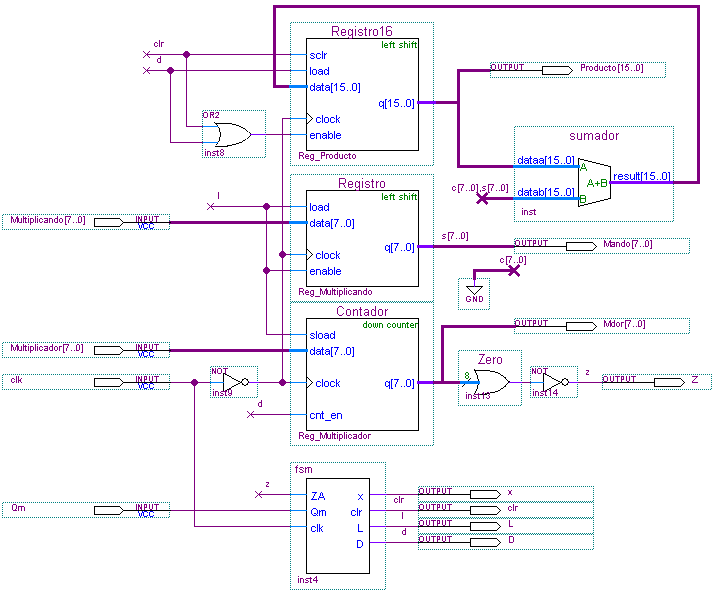 Registro16
left shift
clr
d
sclr
load
data[15..0]
q[15..0]
clock
enable
Reg_Producto
OR2
inst8
OUTPUT
Producto[15..0]
sumador
dataa[15..0]
A
A+B
result[15..0]
datab[15..0]
B
inst
c[7..0],s[7..0]
Registro
left shift
l
load
data[7..0]
q[7..0]
clock
enable
Reg_Multiplicando
Multiplicando[7..0]
INPUT
VCC
s[7..0]
OUTPUT
Mando[7..0]
c[7..0]
GND
Contador
down counter
sload
data[7..0]
clock
q[7..0]
cnt_en
Reg_Multiplicador
Multiplicador[7..0]
INPUT
VCC
clk
INPUT
VCC
NOT
inst9
d
OUTPUT
Mdor[7..0]
Zero
8
inst13
NOT
inst14
z
OUTPUT
Z
fsm
z
ZA
Qm
clk
x
clr
L
D
inst4
Qm
INPUT
VCC
clr
l
d
OUTPUT
x
OUTPUT
clr
OUTPUT
L
OUTPUT
D